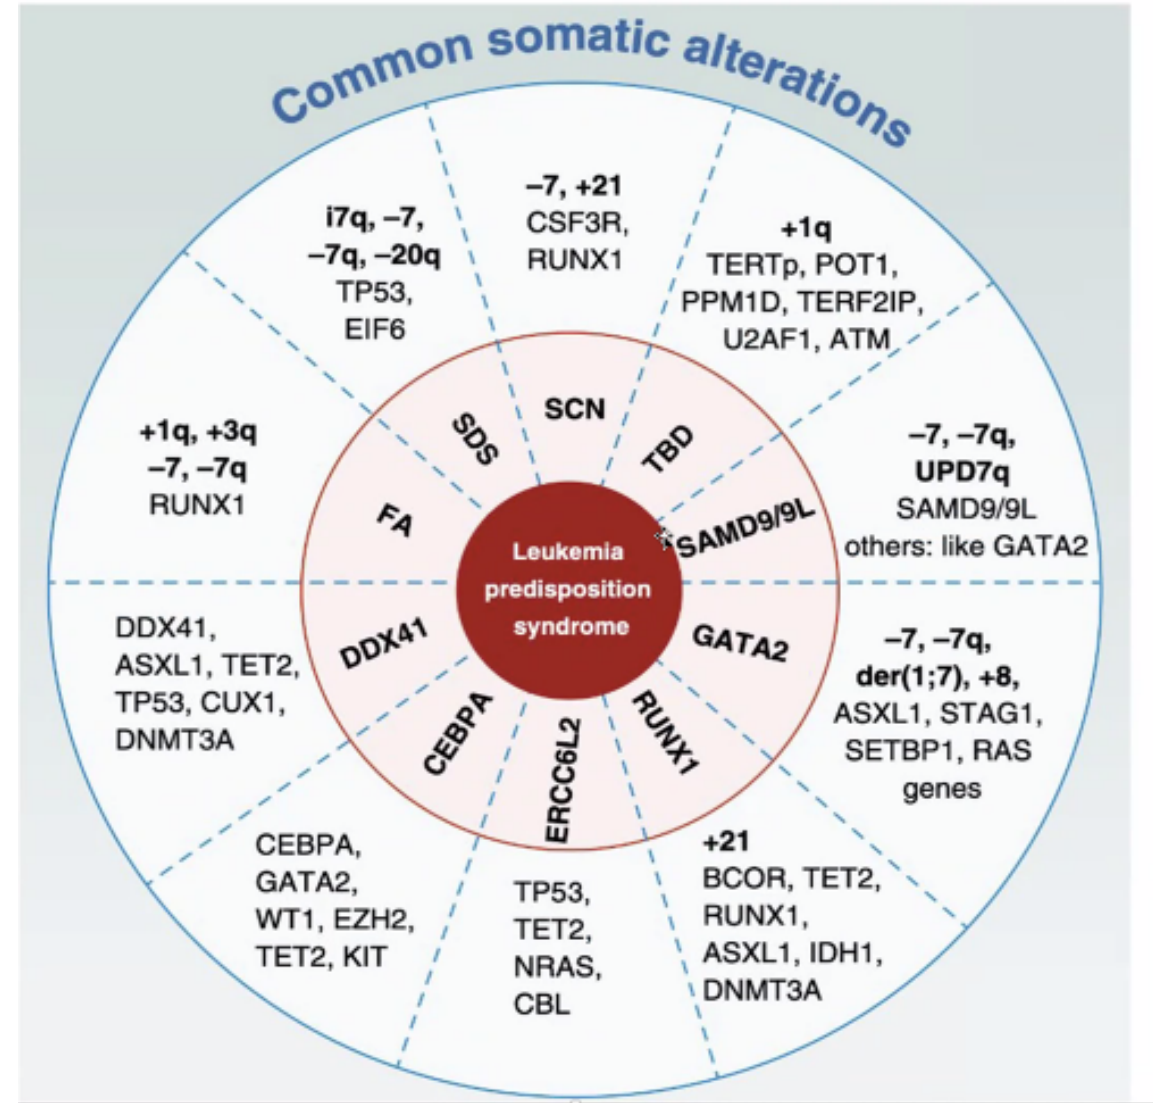 Common somatic alterations
–7, +21
CSF3R,
RUNX1
+1q
TERTp, POT1,
PPM1D, TERF2IP,
U2AF1, ATM
–7, –7q,
UPD7q
SAMD9/9L
others: like GATA2
–7, –7q,
der(1;7), +8,
ASXL1, STAG1,
SETBP1, RAS
genes
+21
BCOR, TET2,
RUNX1,
ASXL1, IDH1,
DNMT3A
TP53,
TET2,
NRAS,
CBL
CEBPA,
GATA2,
WT1, EZH2,
TET2, KIT
DDX41,
ASXL1, TET2,
TP53, CUX1,
DNMT3A
+1q, +3q
–7, –7q
RUNX1
i7q, –7,
–7q, –20q
TP53,
EIF6
SCN
TBD
SAMD9/9L
GATA2
RUNX1
ERCC6L2
CEBPA
DDX41
FA
SDS
Leukemia
predisposition
syndrome